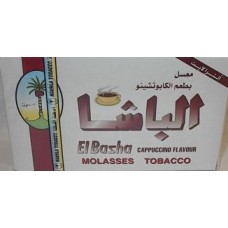 معسل
بطعم الكابوتشينو
الباشا
El Basha CAPPUCCINO FLAVOUR
MOLASSES TOBACCO